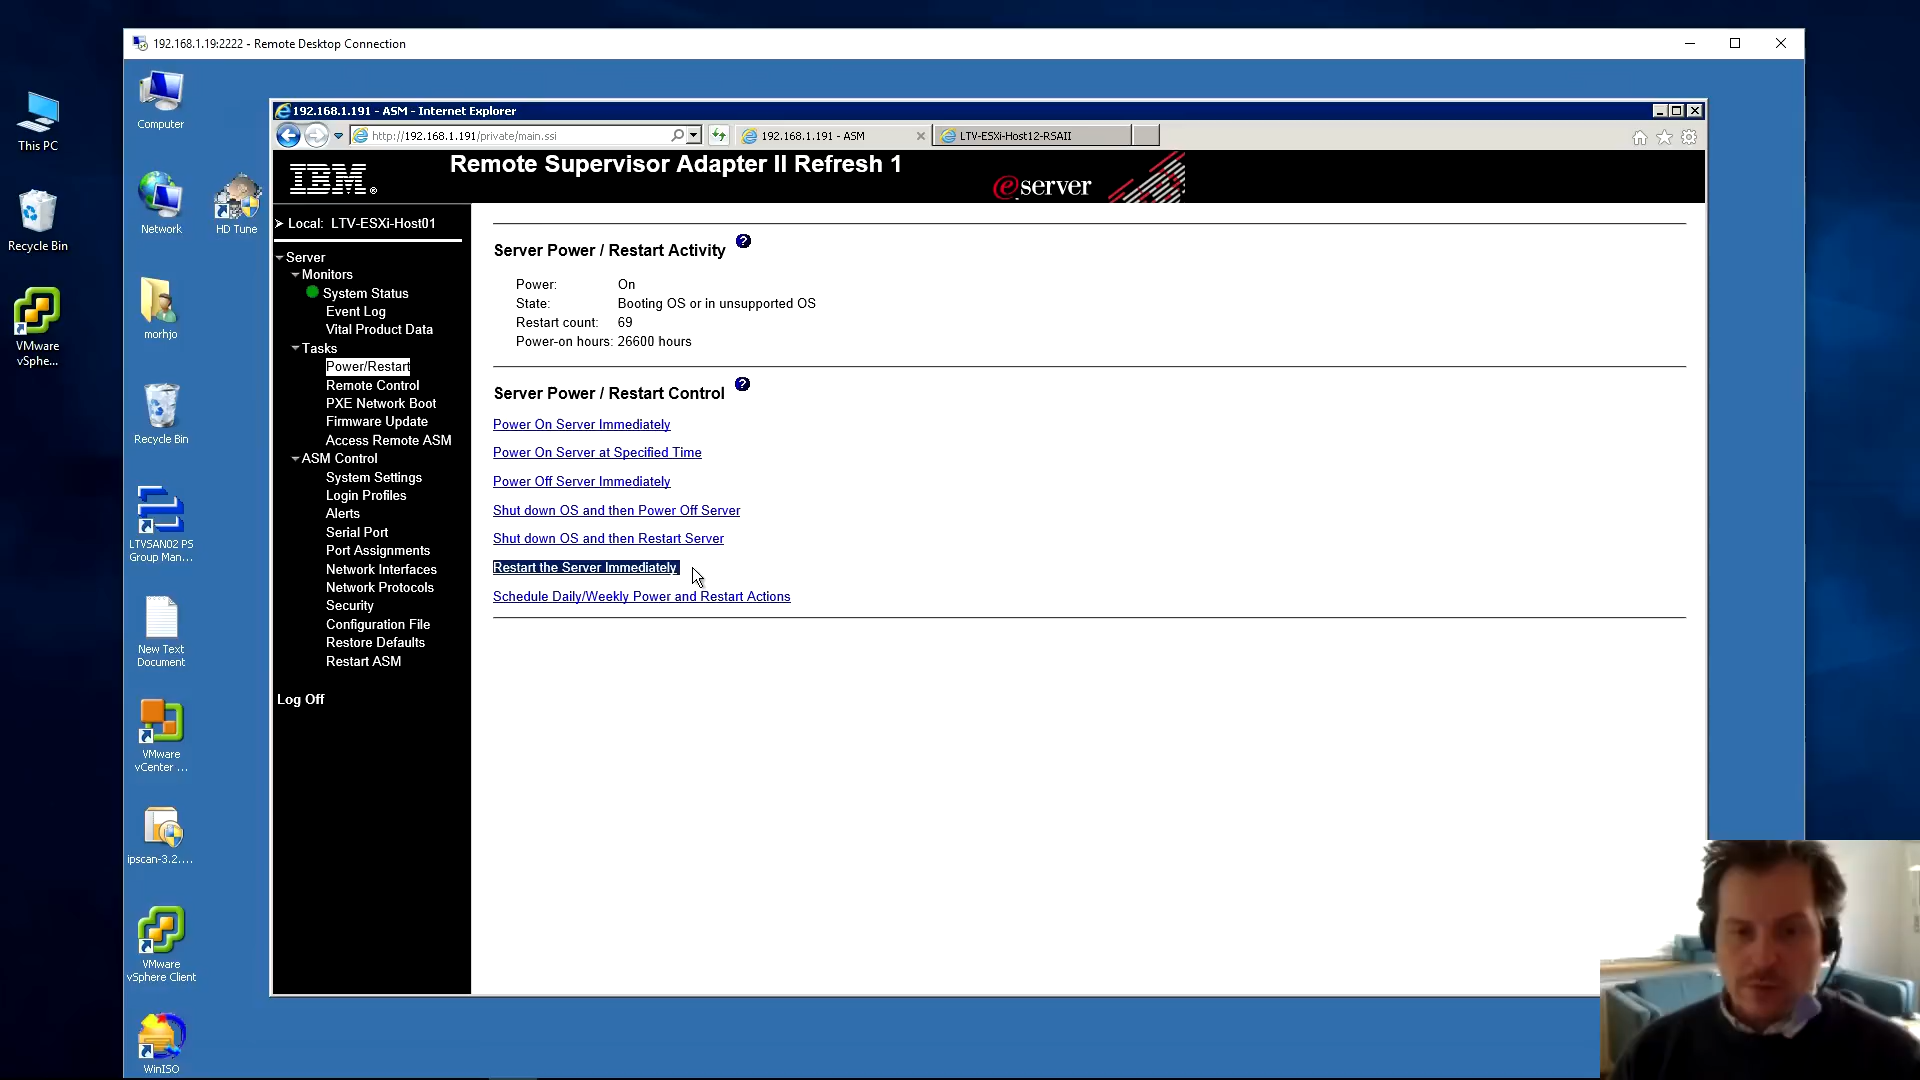 192.168.1.19:2222 - Remote Desktop Connection
This PC
Recycle Bin
VMware
vSphe...
Computer
Network
HD Tune
morhjo
Recycle Bin
LTVSAN02 PS
Group Man...
New Text
Document
VMware
vCenter ...
ipscan-3.2....
VMware
vSphere Client
WinISO
192.168.1.191 - ASM - Internet Explorer
http://192.168.1.191/private/main.ssi
192.168.1.191 - ASM
LTV-ESXi-Host12-RSAII
IBM®
Remote Supervisor Adapter II Refresh 1
eserver
Local: LTV-ESXi-Host01
Server
Monitors
System Status
Event Log
Vital Product Data
Tasks
Power/Restart
Remote Control
PXE Network Boot
Firmware Update
Access Remote ASM
ASM Control
System Settings
Login Profiles
Alerts
Serial Port
Port Assignments
Network Interfaces
Network Protocols
Security
Configuration File
Restore Defaults
Restart ASM
Log Off
Server Power / Restart Activity ?
Power: On
State: Booting OS or in unsupported OS
Restart count: 69
Power-on hours: 26600 hours
Server Power / Restart Control ?
Power On Server Immediately
Power On Server at Specified Time
Power Off Server Immediately
Shut down OS and then Power Off Server
Shut down OS and then Restart Server
Restart the Server Immediately
Schedule Daily/Weekly Power and Restart Actions